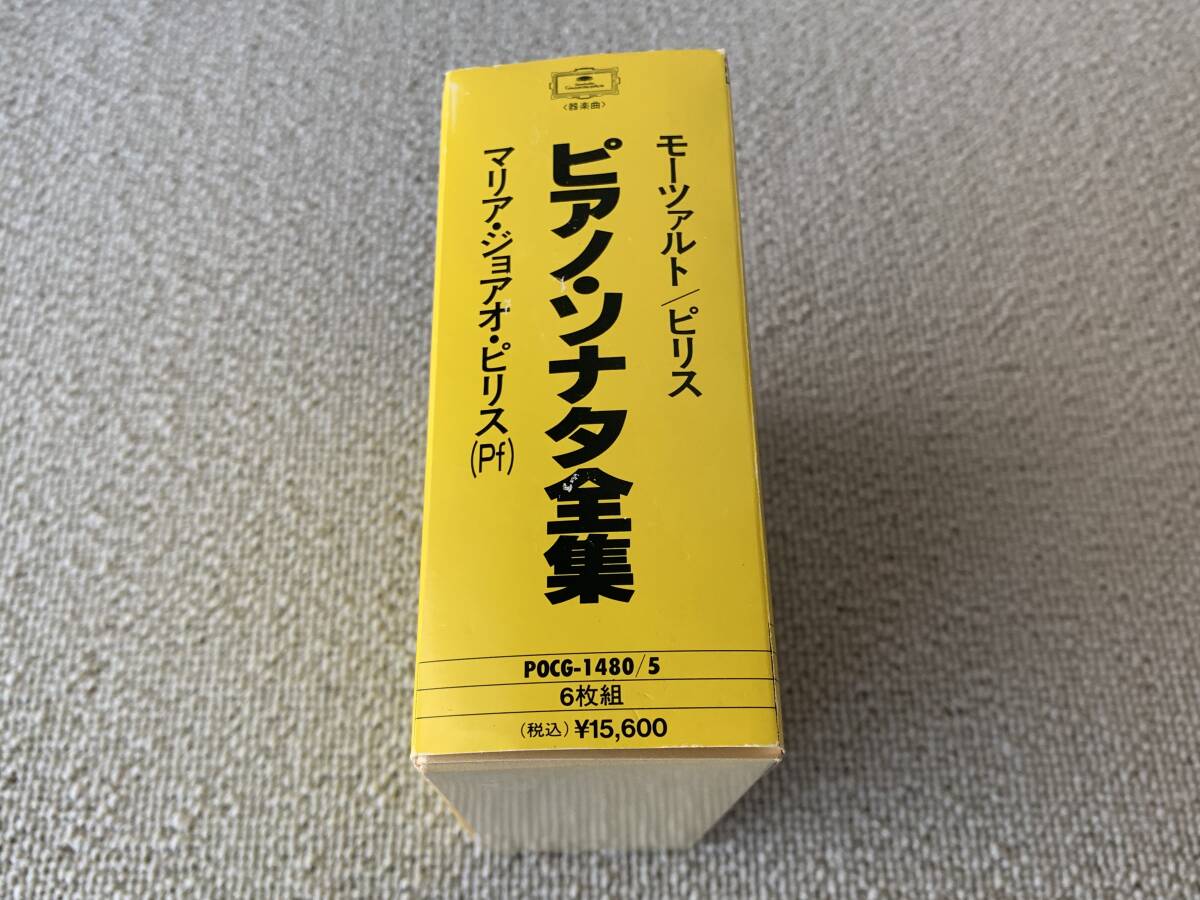 〈器楽曲〉
モーツァルト/ピリス
ピアノ・ソナタ全集
マリア・ジョアオ・ピリス(Pf)
POCG-1480/5
6枚組
(税込)¥15,600